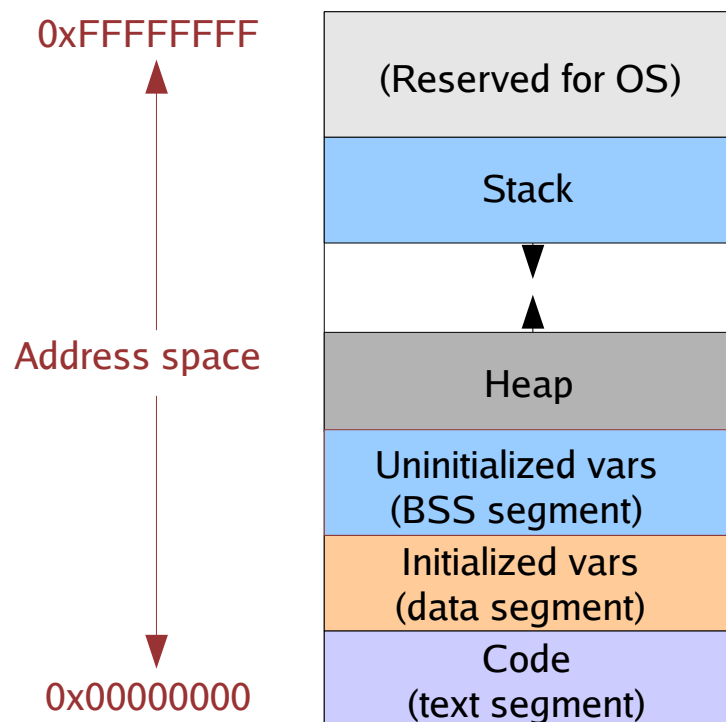 0xFFFFFFFF
(Reserved for OS)
Stack
Address space
Heap
Uninitialized vars
(BSS segment)
Initialized vars
(data segment)
Code
(text segment)
0x00000000